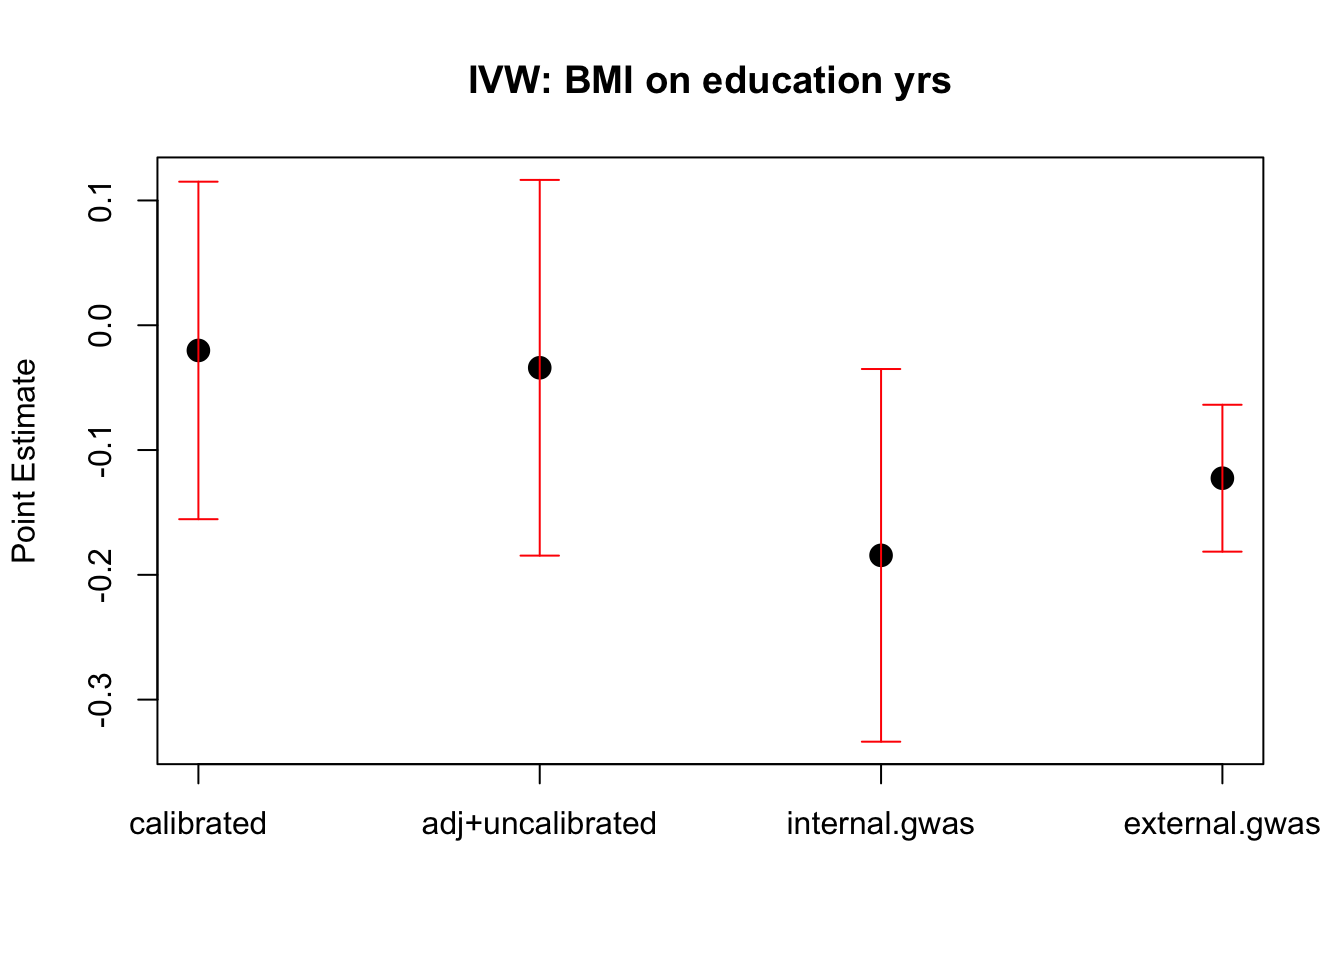 IVW: BMI on education yrs
Point Estimate
0.1
0.0
-0.1
-0.2
-0.3
calibrated
adj+uncalibrated
internal.gwas
external.gwas